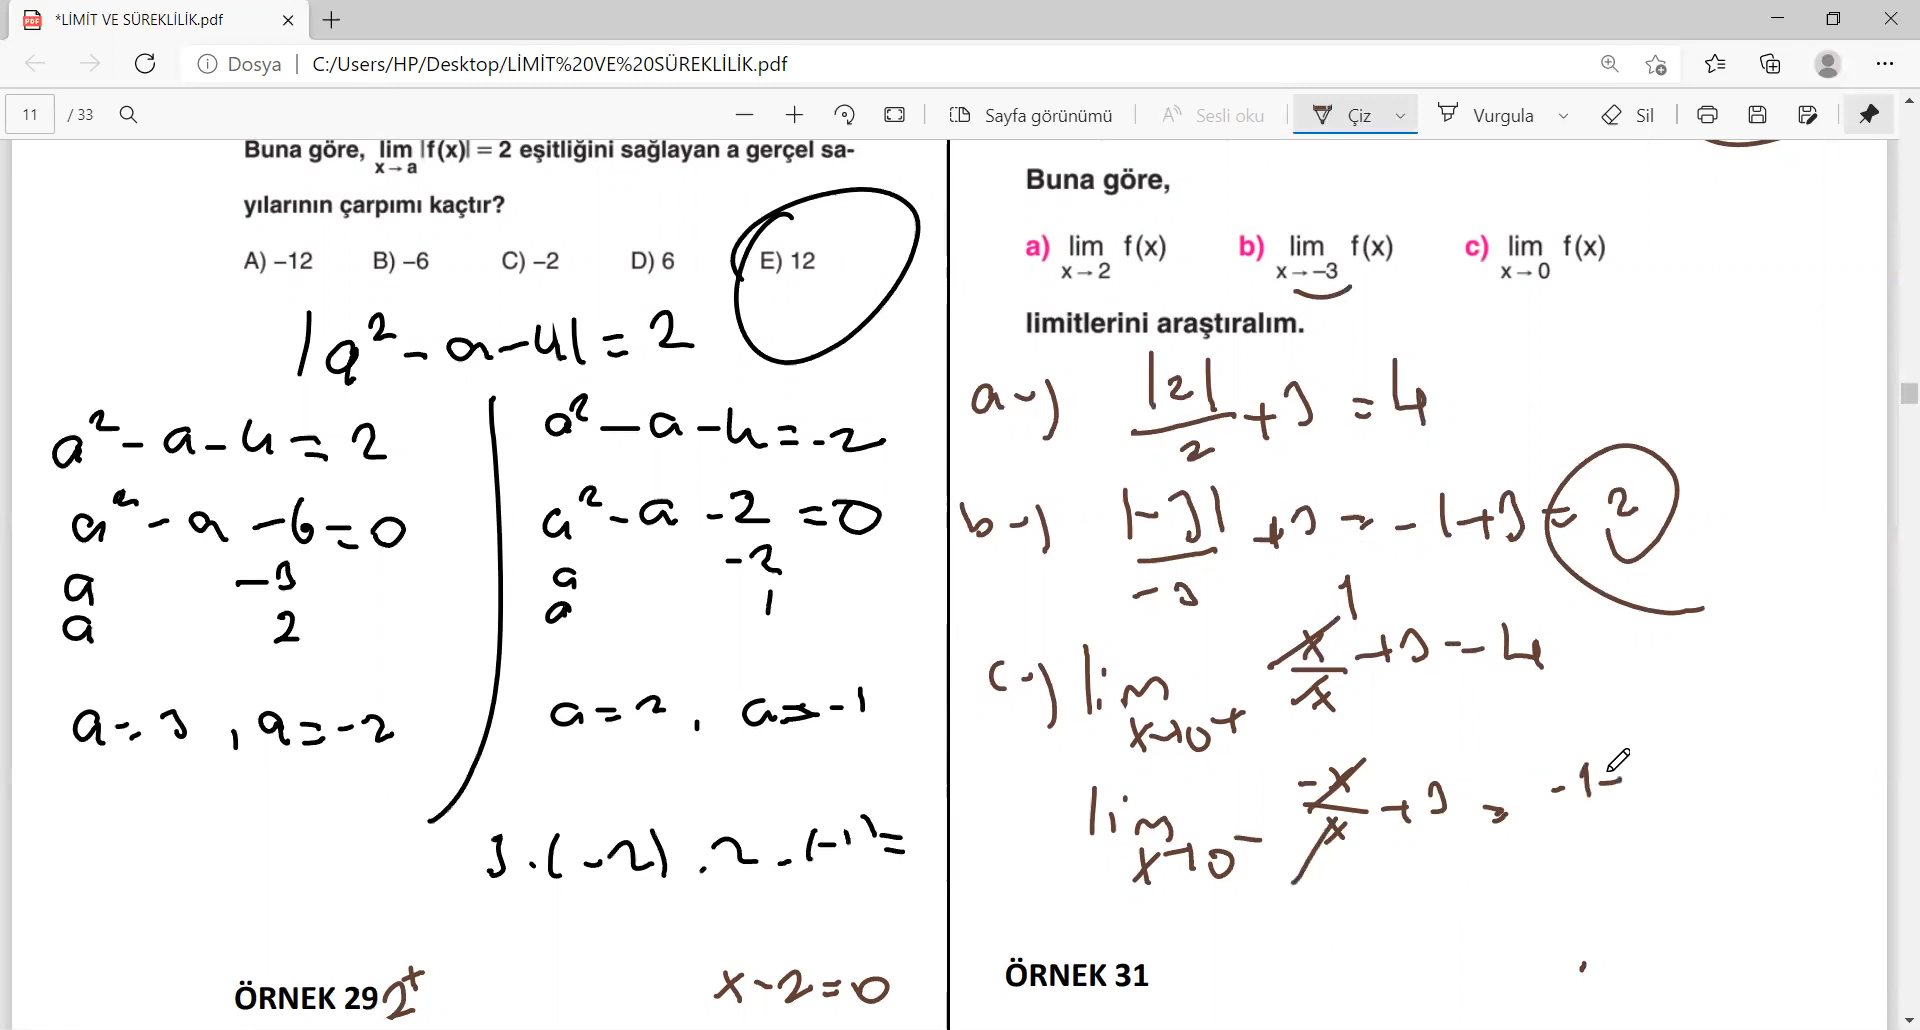 *LİMİT VE SÜREKLİLİK.pdf
Dosya | C:/Users/HP/Desktop/LİMİT%20VE%20SÜREKLİLİK.pdf
11 / 33 Sayfa görünümü Sesli oku Çiz Vurgula Sil
Buna göre, lim |f(x)| = 2 eşitliğini sağlayan a gerçel sa-
x→a
yılarının çarpımı kaçtır?
A) –12 B) –6 C) –2 D) 6 E) 12
|a² - a - 4| = 2
a² - a - 4 = 2
a² - a - 6 = 0
a -3
a 2
a = 3 , a = -2
a² - a - 4 = -2
a² - a - 2 = 0
a -2
a 1
a = 2 , a = -1
3 . (-2) . 2 . (-1) =
ÖRNEK 29 2⁺ x - 2 = 0
Buna göre,
a) lim f(x) b) lim f(x) c) lim f(x)
x→2 x→–3 x→0
limitlerini araştıralım.
a-) |2|/2 + 3 = 4
b-) |-3|/-3 + 3 = -1 + 3 = 2
c-) lim x/x + 3 = 4
x→0⁺ 1
lim -x/x + 3 = -1
x→0⁻
ÖRNEK 31